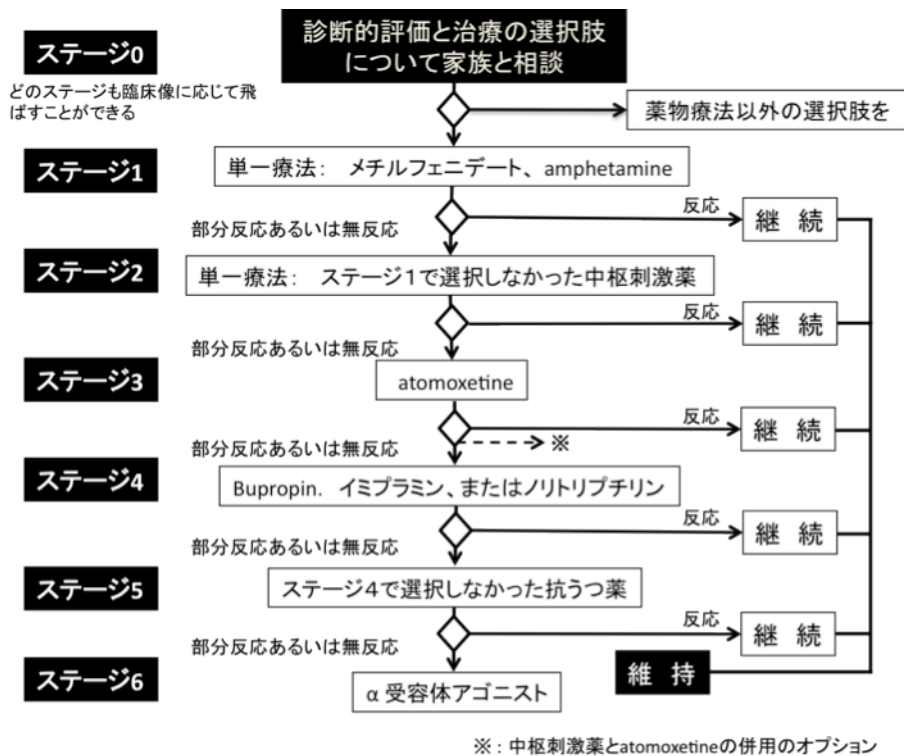 診断的評価と治療の選択肢
について家族と相談
ステージ0
どのステージも臨床像に応じて飛
ばすことができる
薬物療法以外の選択肢を
ステージ1
単一療法： メチルフェニデート、amphetamine
反応
継 続
部分反応あるいは無反応
ステージ2
単一療法： ステージ１で選択しなかった中枢刺激薬
反応
継 続
部分反応あるいは無反応
ステージ3
atomoxetine
反応
継 続
※
部分反応あるいは無反応
ステージ4
Bupropin. イミプラミン、またはノリトリプチリン
反応
継 続
部分反応あるいは無反応
ステージ5
ステージ４で選択しなかった抗うつ薬
反応
継 続
部分反応あるいは無反応
維 持
ステージ6
α 受容体アゴニスト
※：中枢刺激薬とatomoxetineの併用のオプション